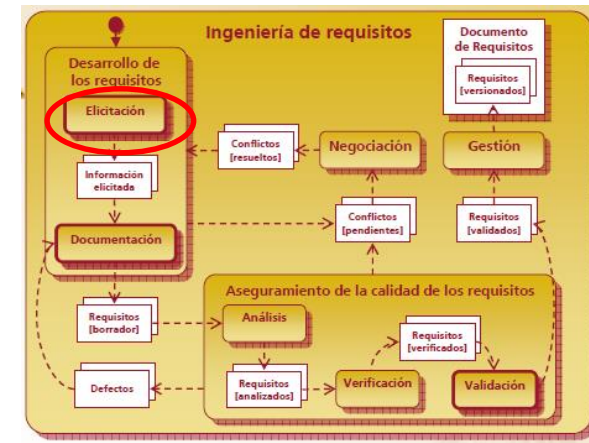 Ingeniería de requisitos
Documento
de Requisitos
Requisitos
[versionados]
Desarrollo de
los requisitos
Elicitación
Información
elicitada
Documentación
Conflictos
[resueltos]
Negociación
Gestión
Conflictos
[pendientes]
Requisitos
[validados]
Requisitos
[borrador]
Defectos
Aseguramiento de la calidad de los requisitos
Análisis
Requisitos
[analizados]
Verificación
Requisitos
[verificados]
Validación